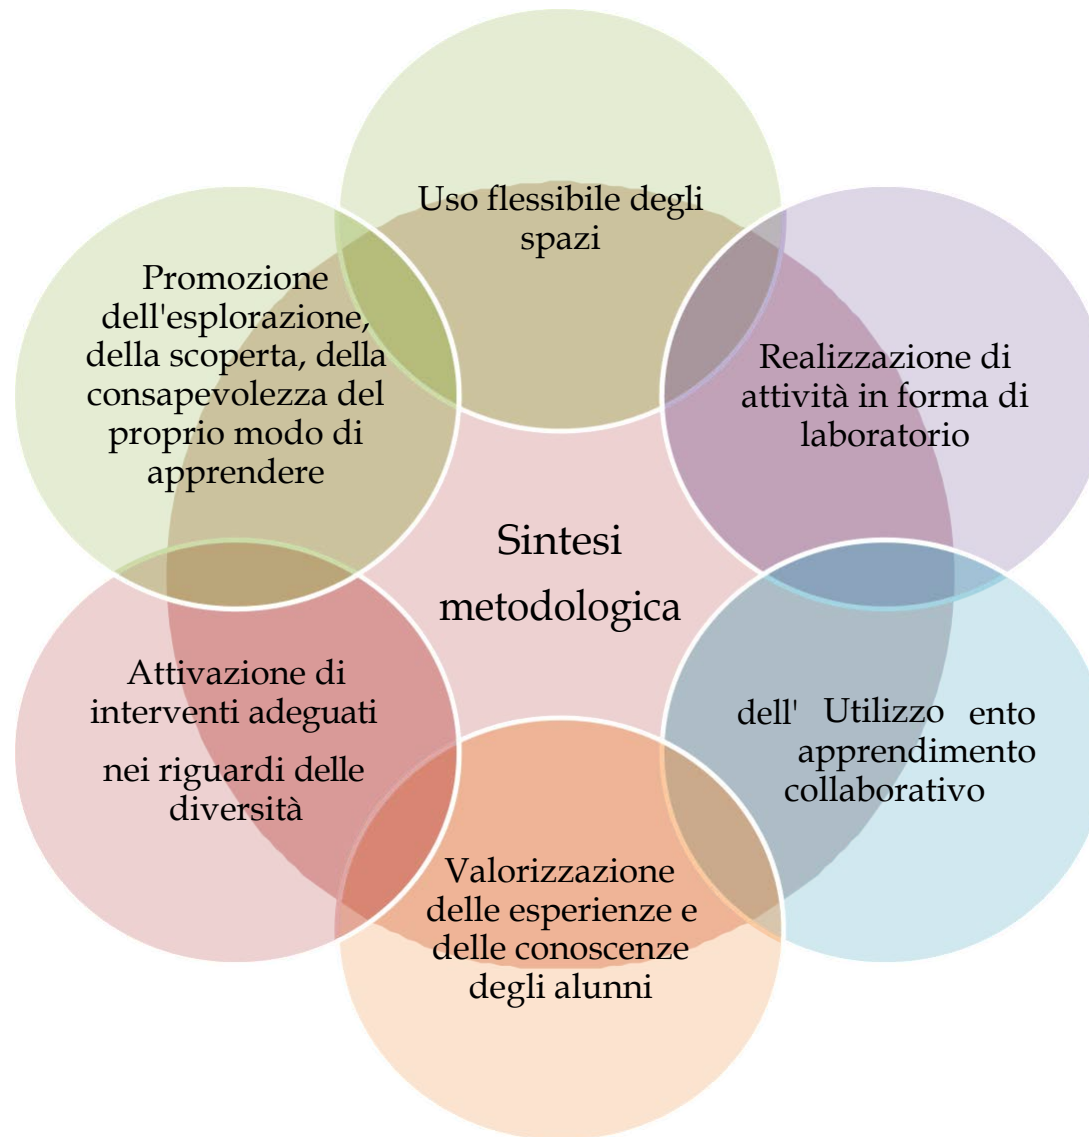 Uso flessibile degli
spazi
Promozione
dell'esplorazione,
della scoperta, della
consapevolezza del
proprio modo di
apprendere
Realizzazione di
attività in forma di
laboratorio
Sintesi
metodologica
Attivazione di
interventi adeguati
nei riguardi delle
diversità
dell' Utilizzo ento
apprendimento
collaborativo
Valorizzazione
delle esperienze e
delle conoscenze
degli alunni